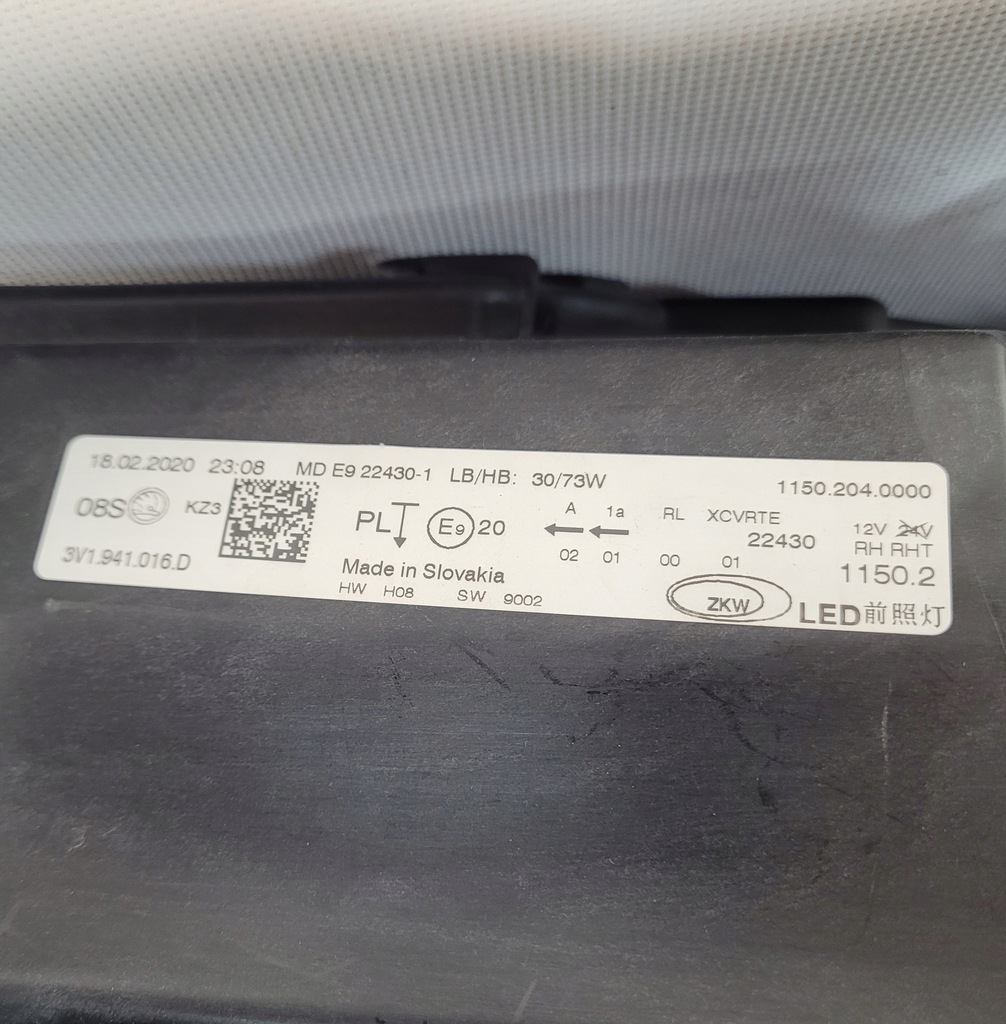 18.02.2020 23:08 MD E9 22430-1 LB/HB: 30/73W 1150.204.0000
08S KZ3 PL E9 20 A 1a RL XCVRTE 12V 24V
02 01 00 01 22430 RH RHT
3V1.941.016.D Made in Slovakia 1150.2
HW H08 SW 9002 ZKW LED前照灯